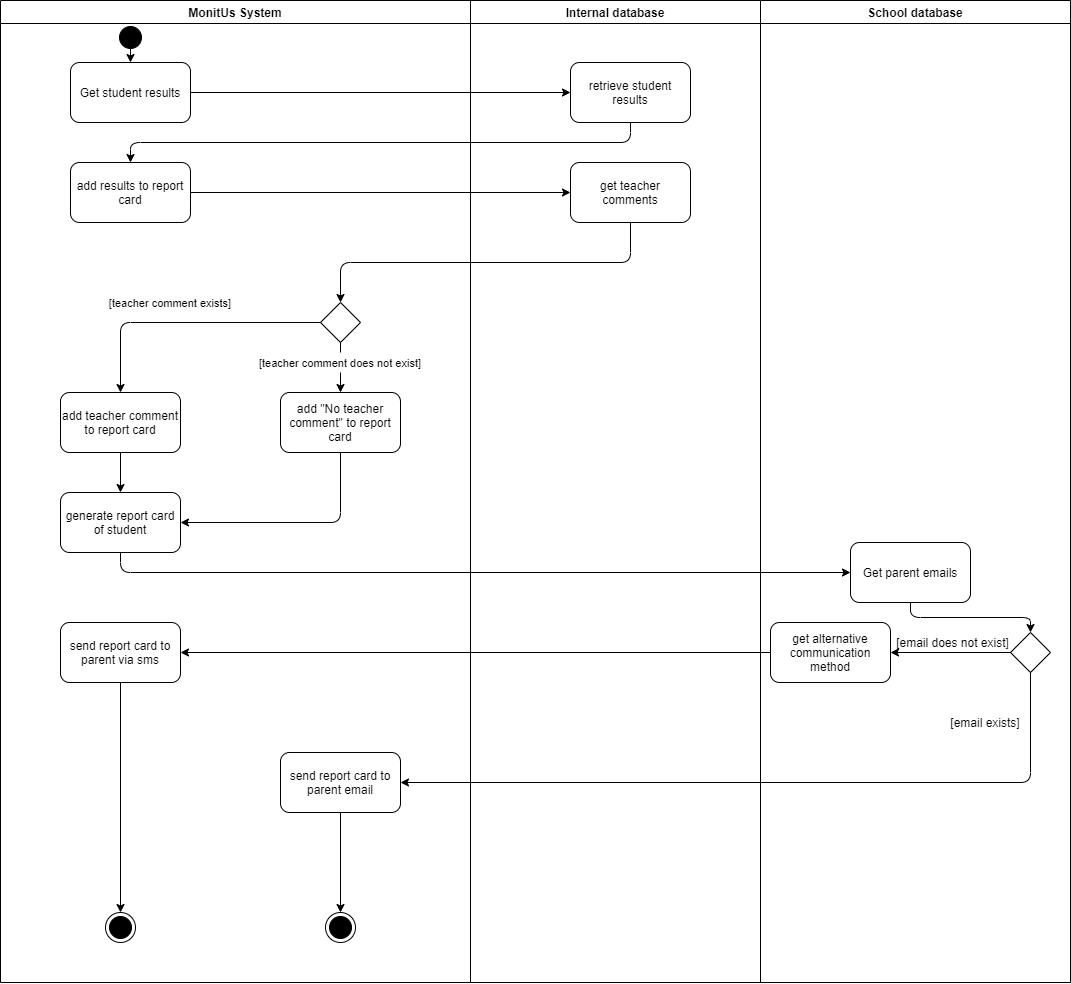 MonitUs System
Internal database
School database
Get student results
retrieve student
results
add results to report
card
get teacher
comments
[teacher comment exists]
[teacher comment does not exist]
add teacher comment
to report card
add "No teacher
comment" to report
card
generate report card
of student
Get parent emails
send report card to
parent via sms
get alternative
communication
method
[email does not exist]
[email exists]
send report card to
parent email